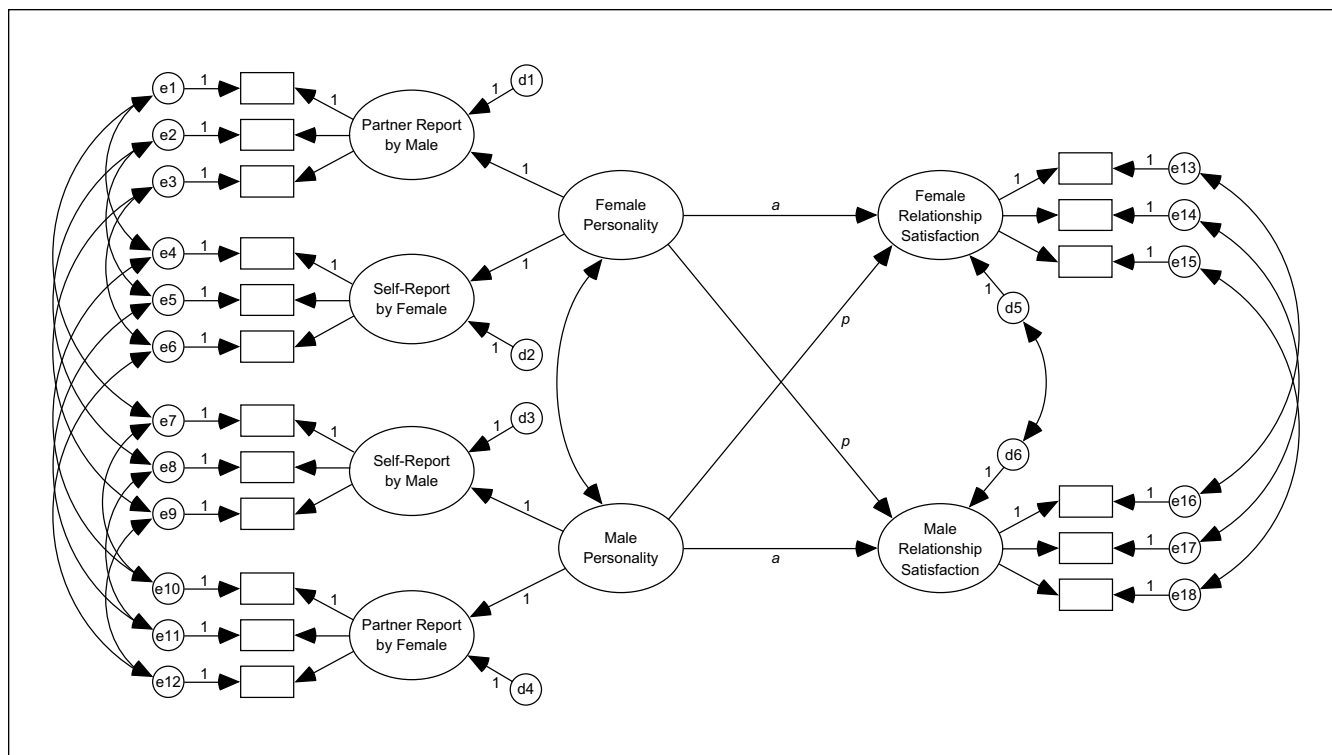 e1
1
1
Partner Report
by Male
1
d1
e2
1
e3
1
1
e4
1
1
Self-Report
by Female
1
1
d2
e5
1
e6
1
e7
1
1
Self-Report
by Male
1
d3
e8
1
e9
1
1
e10
1
1
Partner Report
by Female
1
1
d4
e11
1
e12
1
Female
Personality
Male
Personality
a
p
p
a
Female
Relationship
Satisfaction
1
1
e13
1
e14
1
e15
1
d5
d6
1
Male
Relationship
Satisfaction
1
1
e16
1
e17
1
e18